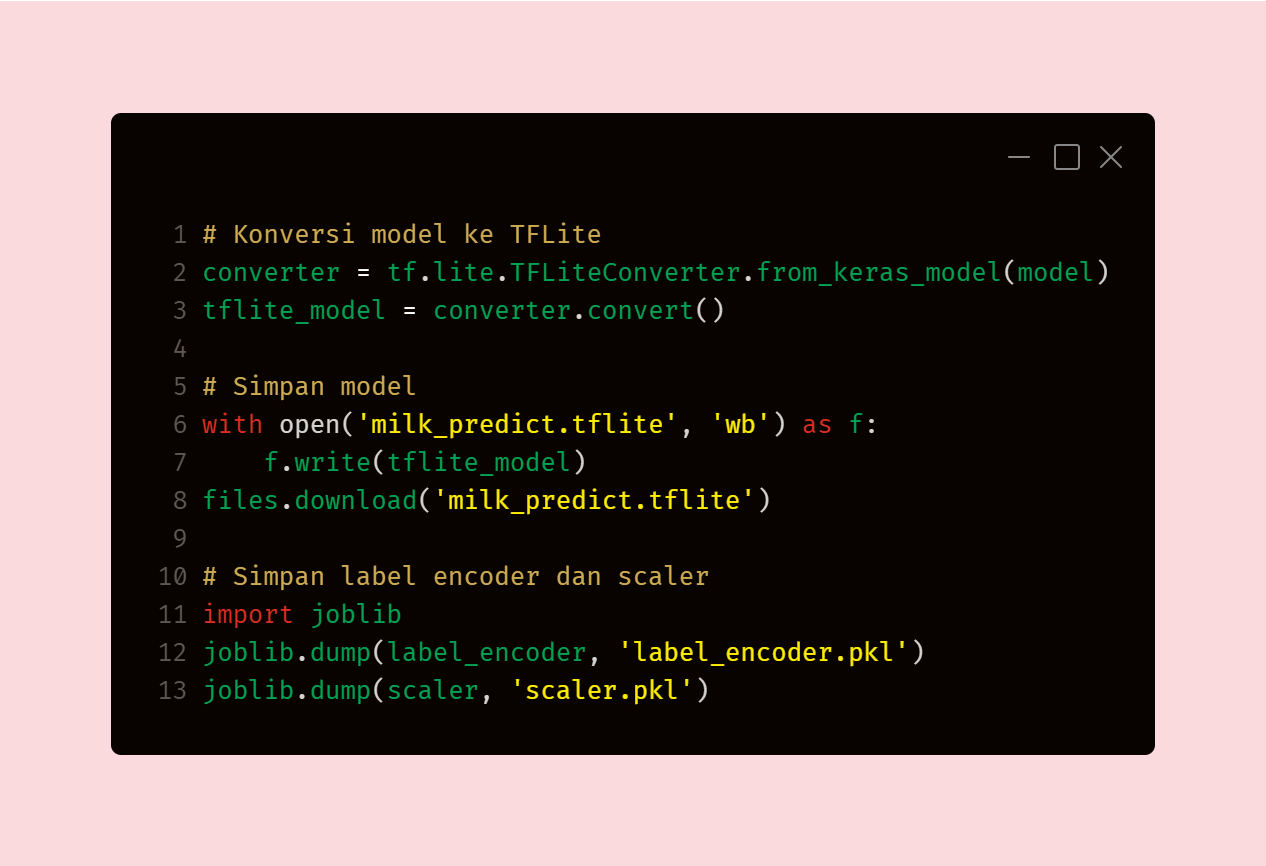 1 # Konversi model ke TFLite
2 converter = tf.lite.TFLiteConverter.from_keras_model(model)
3 tflite_model = converter.convert()
4
5 # Simpan model
6 with open('milk_predict.tflite', 'wb') as f:
7     f.write(tflite_model)
8 files.download('milk_predict.tflite')
9
10 # Simpan label encoder dan scaler
11 import joblib
12 joblib.dump(label_encoder, 'label_encoder.pkl')
13 joblib.dump(scaler, 'scaler.pkl')